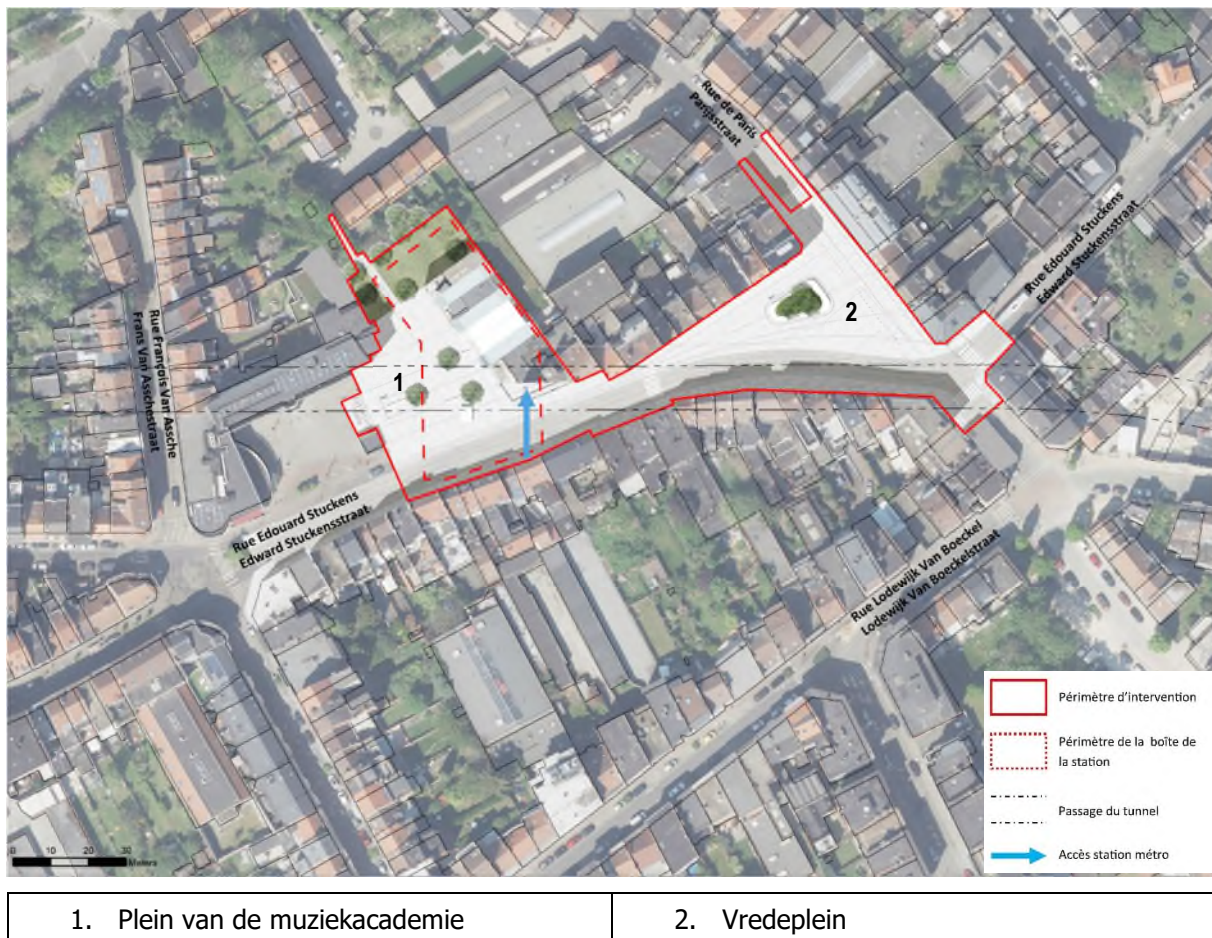 Rue de Paris
Parijsstraat
Rue Edouard Stuckens
Edward Stuckensstraat
2
Rue François Van Assche
Frans Van Asschestraat
1
Rue Edouard Stuckens
Edward Stuckensstraat
Rue Lodewijk Van Boeckel
Lodewijk Van Boeckelstraat
Périmètre d'intervention
Périmètre de la boîte de
la station
Passage du tunnel
Accès station métro
0 10 20 30
Meters
1. Plein van de muziekacademie
2. Vredeplein